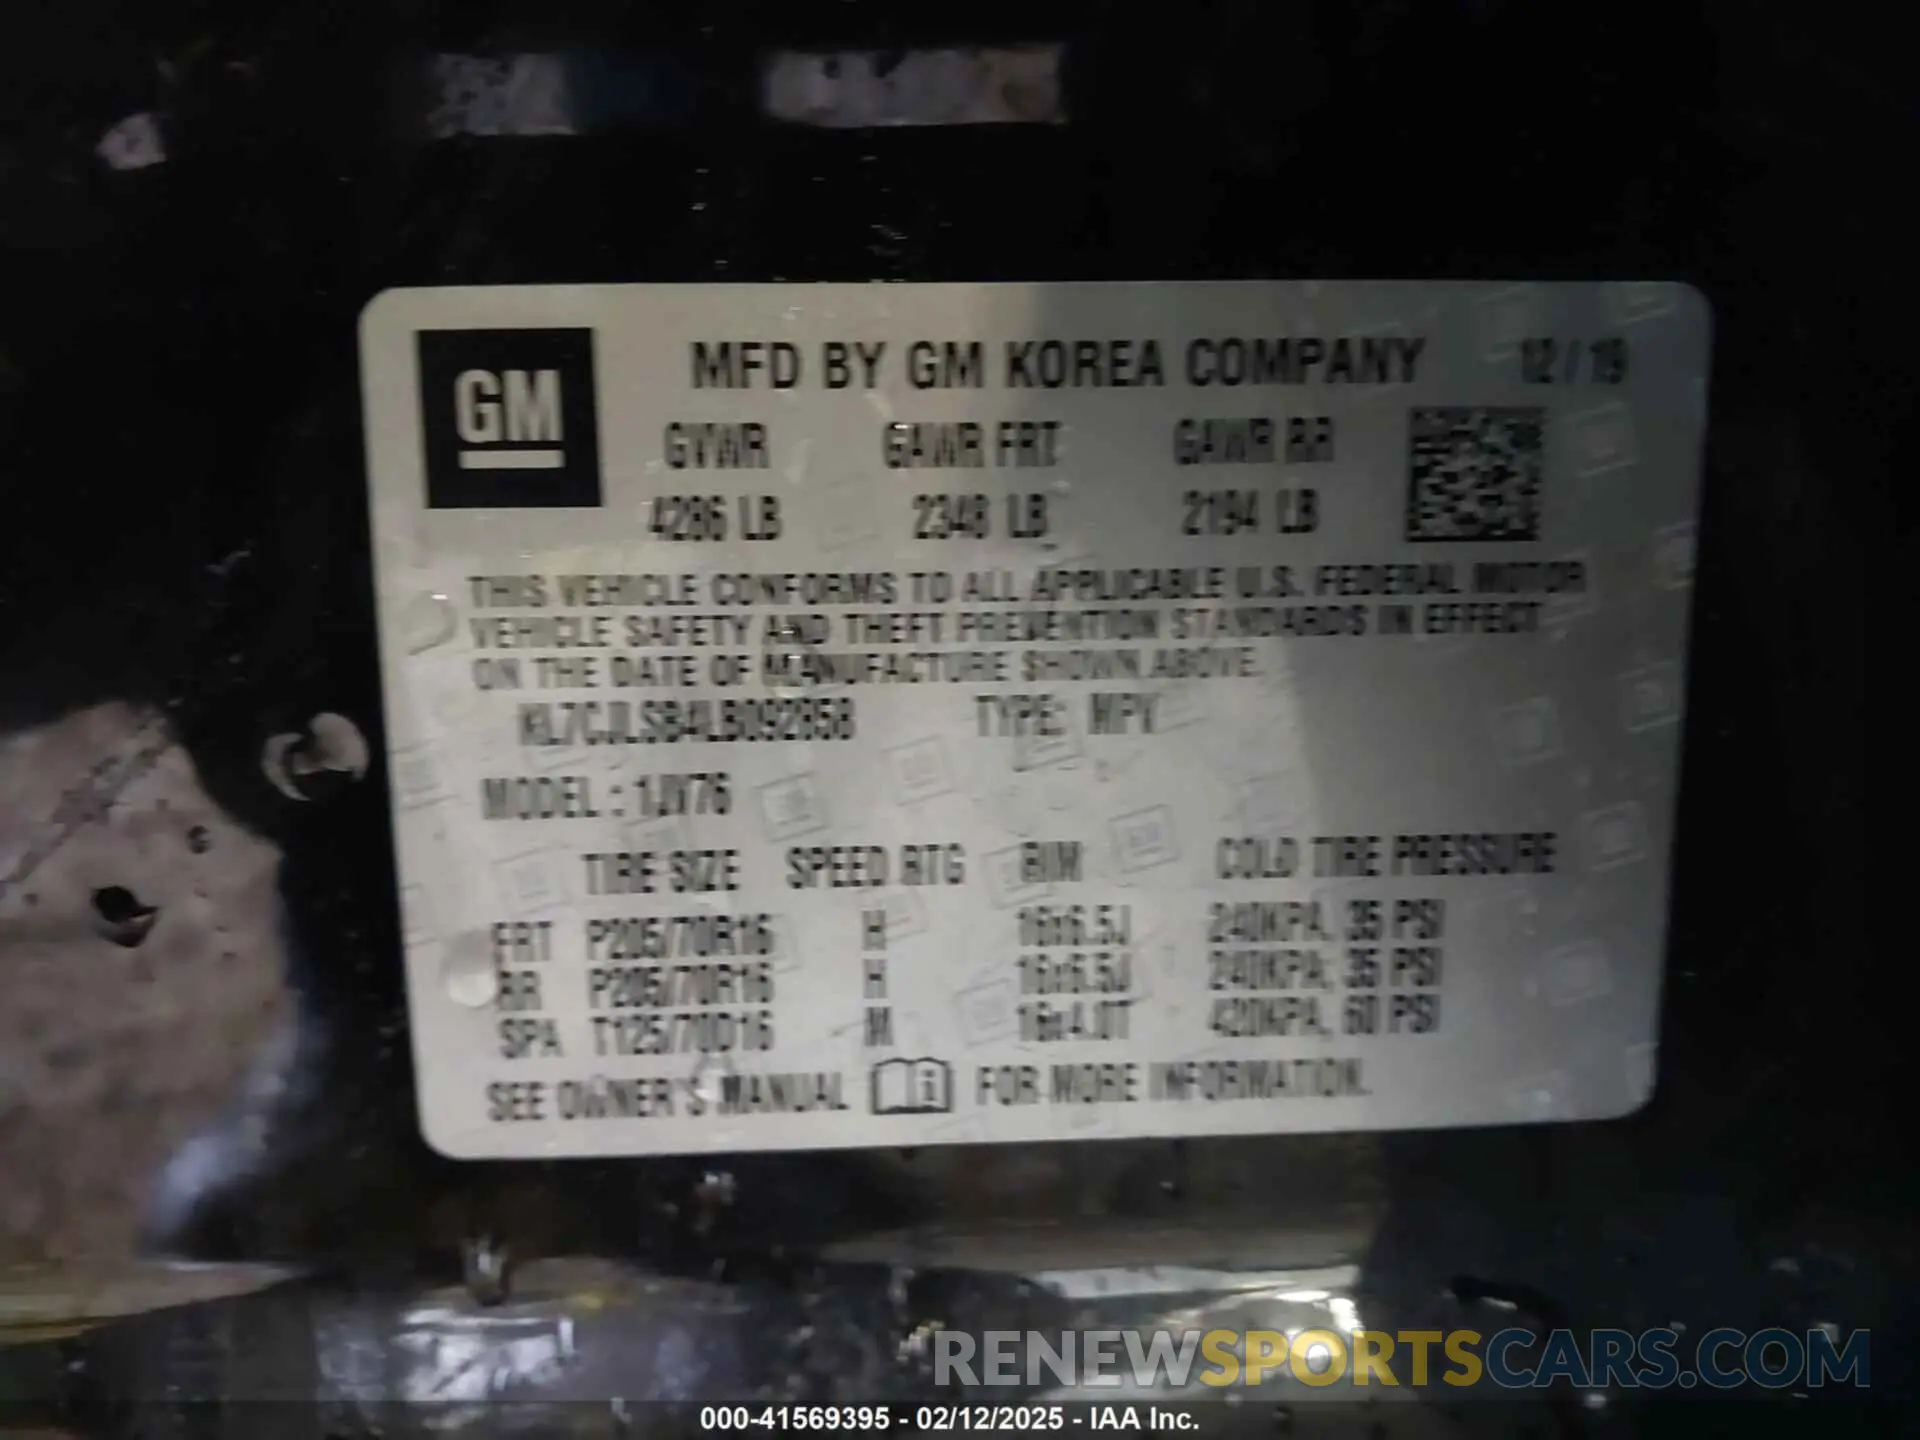 GM
MFD BY GM KOREA COMPANY 12/19
GVWR GAWR FRT GAWR RR
4286 LB 2348 LB 2194 LB
THIS VEHICLE CONFORMS TO ALL APPLICABLE U.S. FEDERAL MOTOR
VEHICLE SAFETY AND THEFT PREVENTION STANDARDS IN EFFECT
ON THE DATE OF MANUFACTURE SHOWN ABOVE.
KL7CJLSB4LB092858 TYPE: MPV
MODEL: 1JV76
TIRE SIZE SPEED RTG RIM COLD TIRE PRESSURE
FRT P205/70R16 H 16x6.5J 240KPA, 35 PSI
RR P205/70R16 H 16x6.5J 240KPA, 35 PSI
SPA T125/70D16 M 16x4.0T 420KPA, 60 PSI
SEE OWNER'S MANUAL i FOR MORE INFORMATION.
RENEWSPORTSCARS.COM
000-41569395 - 02/12/2025 - IAA Inc.